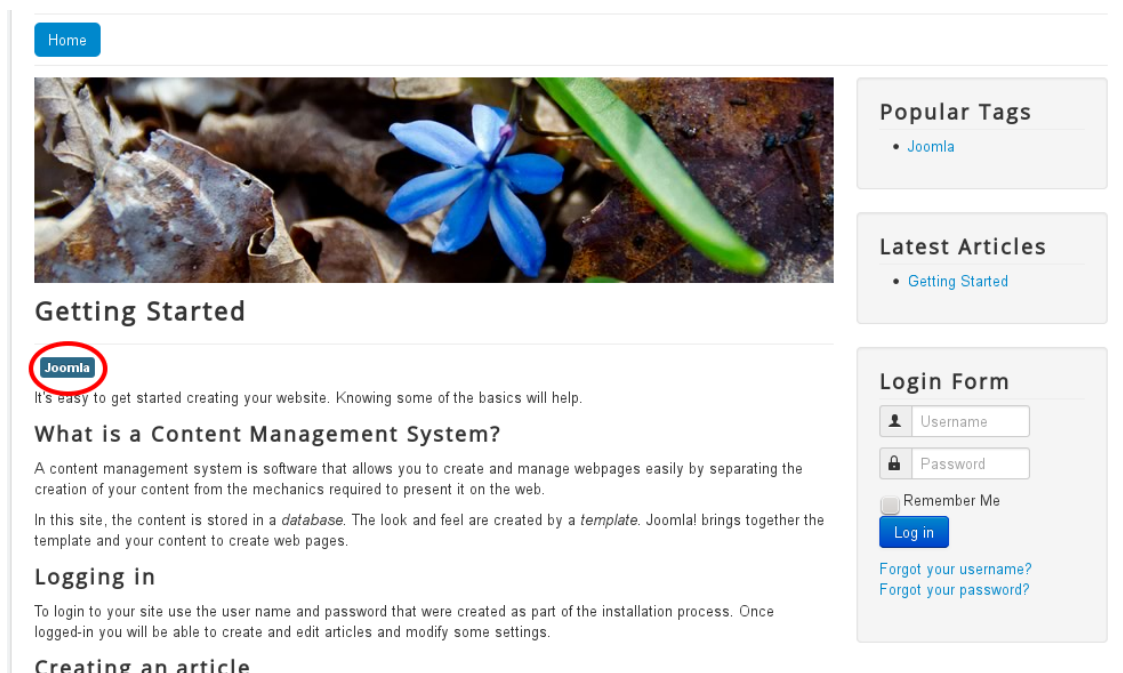 Home
Getting Started
Joomla
It's easy to get started creating your website. Knowing some of the basics will help.
What is a Content Management System?
A content management system is software that allows you to create and manage webpages easily by separating the
creation of your content from the mechanics required to present it on the web.
In this site, the content is stored in a database. The look and feel are created by a template. Joomla! brings together the
template and your content to create web pages.
Logging in
To login to your site use the user name and password that were created as part of the installation process. Once
logged-in you will be able to create and edit articles and modify some settings.
Creating an article
Popular Tags
Joomla
Latest Articles
Getting Started
Login Form
Username
Password
Remember Me
Log in
Forgot your username?
Forgot your password?